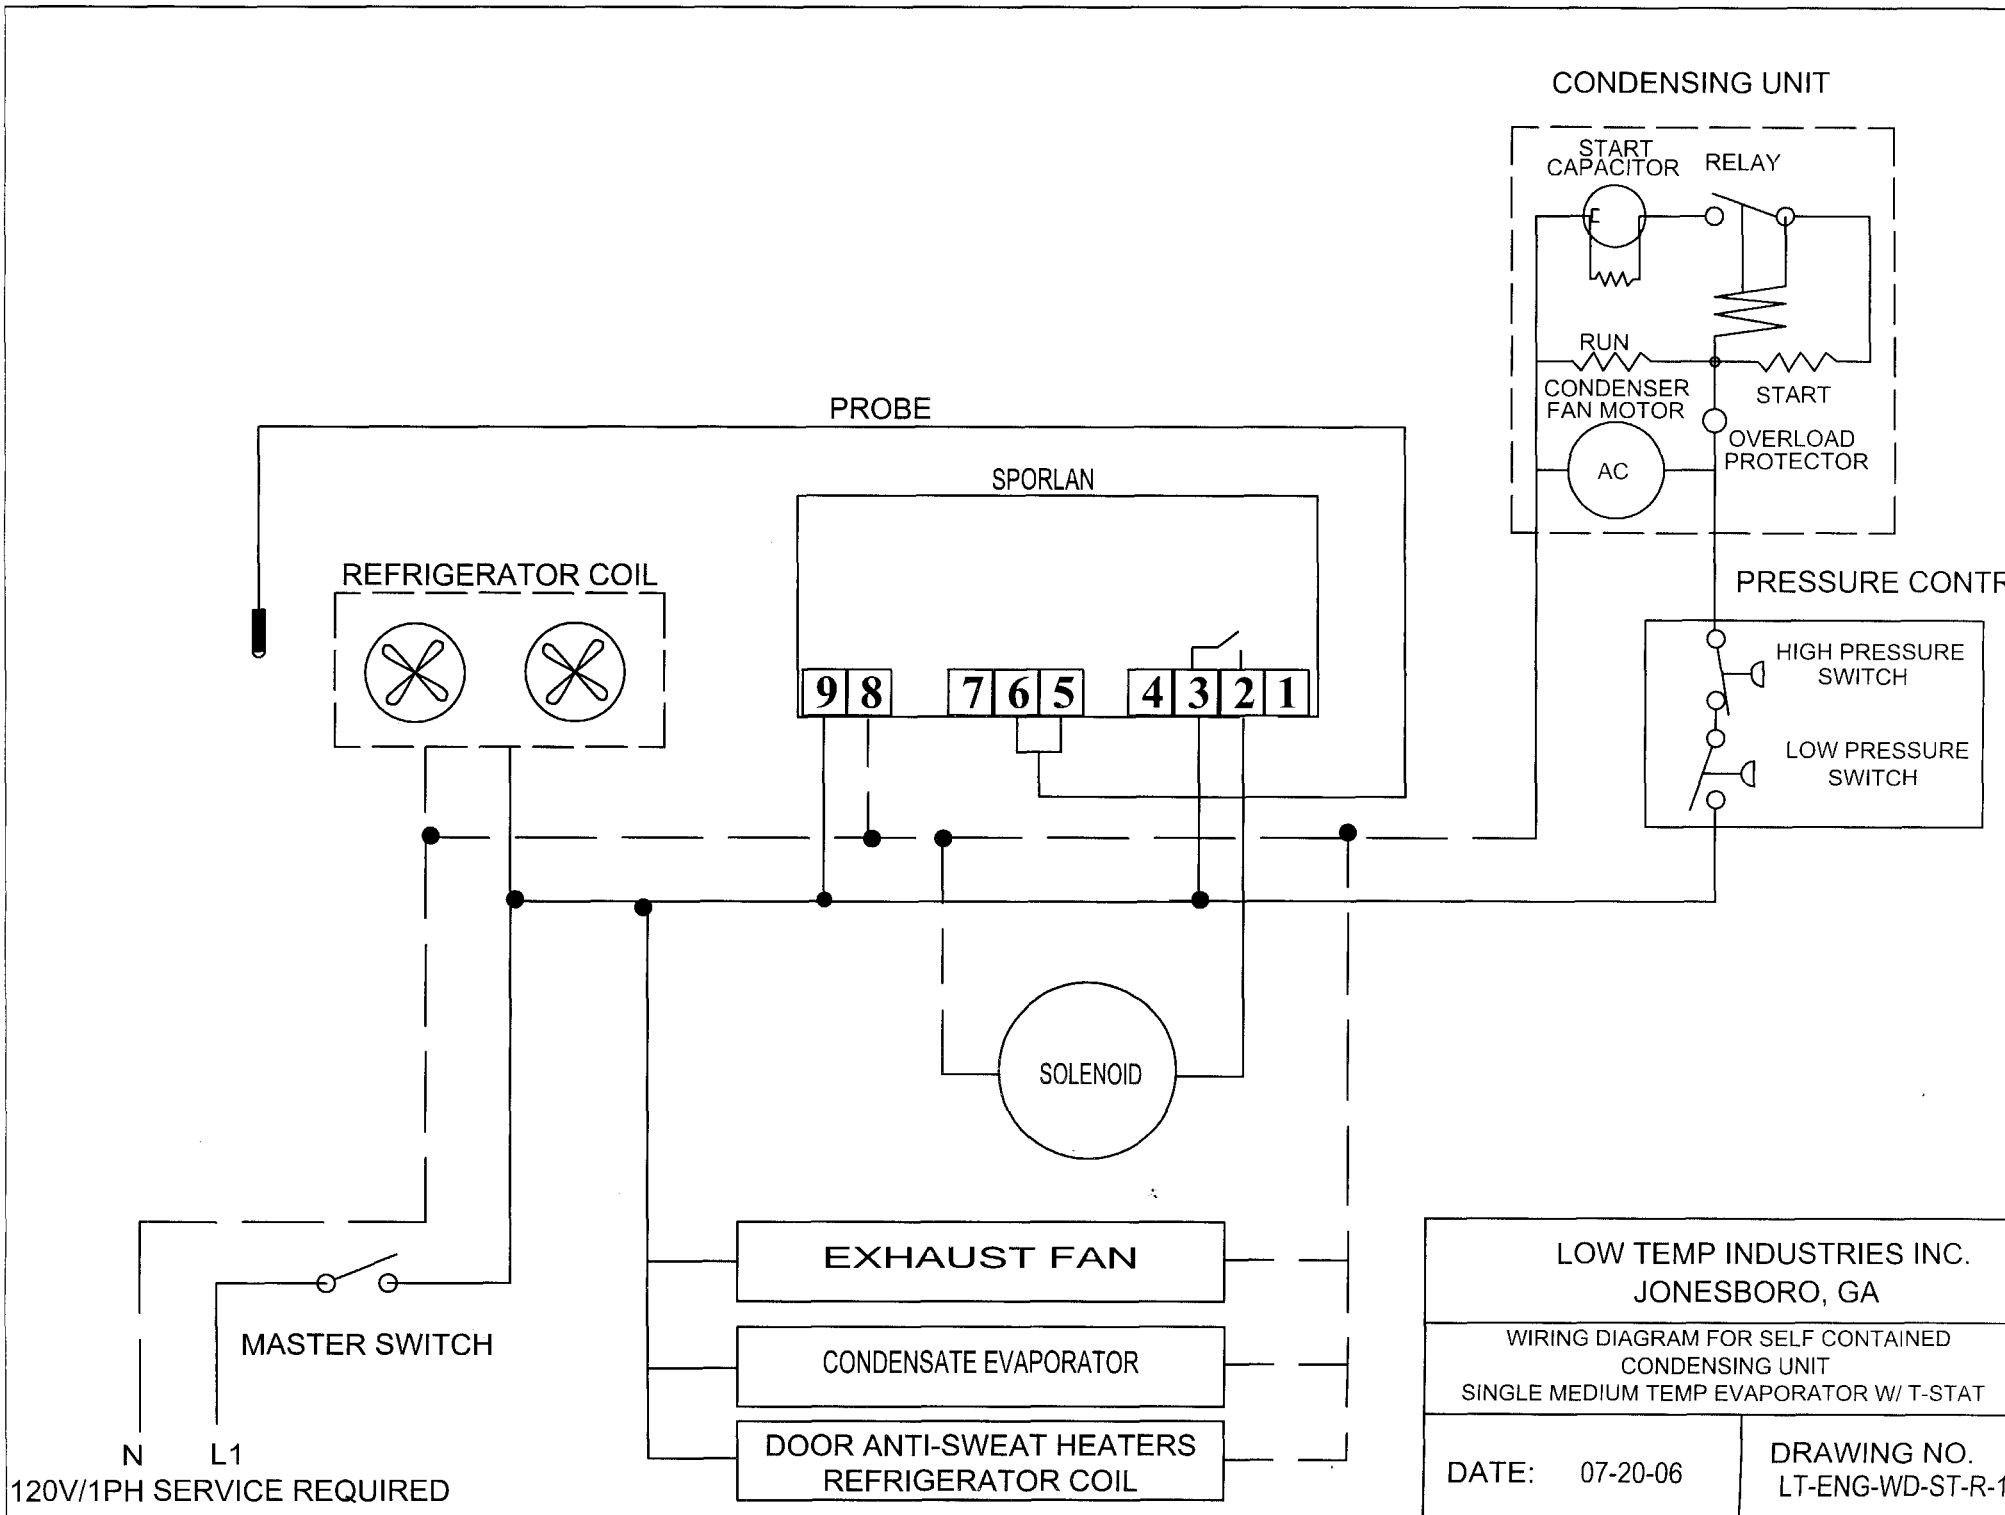 CONDENSING UNIT
START
CAPACITOR
RELAY
RUN
CONDENSER
FAN MOTOR
START
AC
OVERLOAD
PROTECTOR
PROBE
SPORLAN
REFRIGERATOR COIL
PRESSURE CONTR
HIGH PRESSURE
SWITCH
9 8 7 6 5 4 3 2 1
LOW PRESSURE
SWITCH
SOLENOID
EXHAUST FAN
CONDENSATE EVAPORATOR
DOOR ANTI-SWEAT HEATERS
REFRIGERATOR COIL
MASTER SWITCH
N L1
120V/1PH SERVICE REQUIRED
LOW TEMP INDUSTRIES INC.
JONESBORO, GA
WIRING DIAGRAM FOR SELF CONTAINED
CONDENSING UNIT
SINGLE MEDIUM TEMP EVAPORATOR W/ T-STAT
DATE: 07-20-06
DRAWING NO.
LT-ENG-WD-ST-R-1